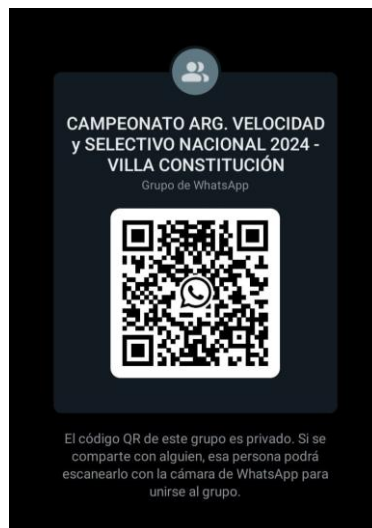 CAMPEONATO ARG. VELOCIDAD
y SELECTIVO NACIONAL 2024 -
VILLA CONSTITUCIÓN
Grupo de WhatsApp
El código QR de este grupo es privado. Si se
comparte con alguien, esa persona podrá
escanearlo con la cámara de WhatsApp para
unirse al grupo.